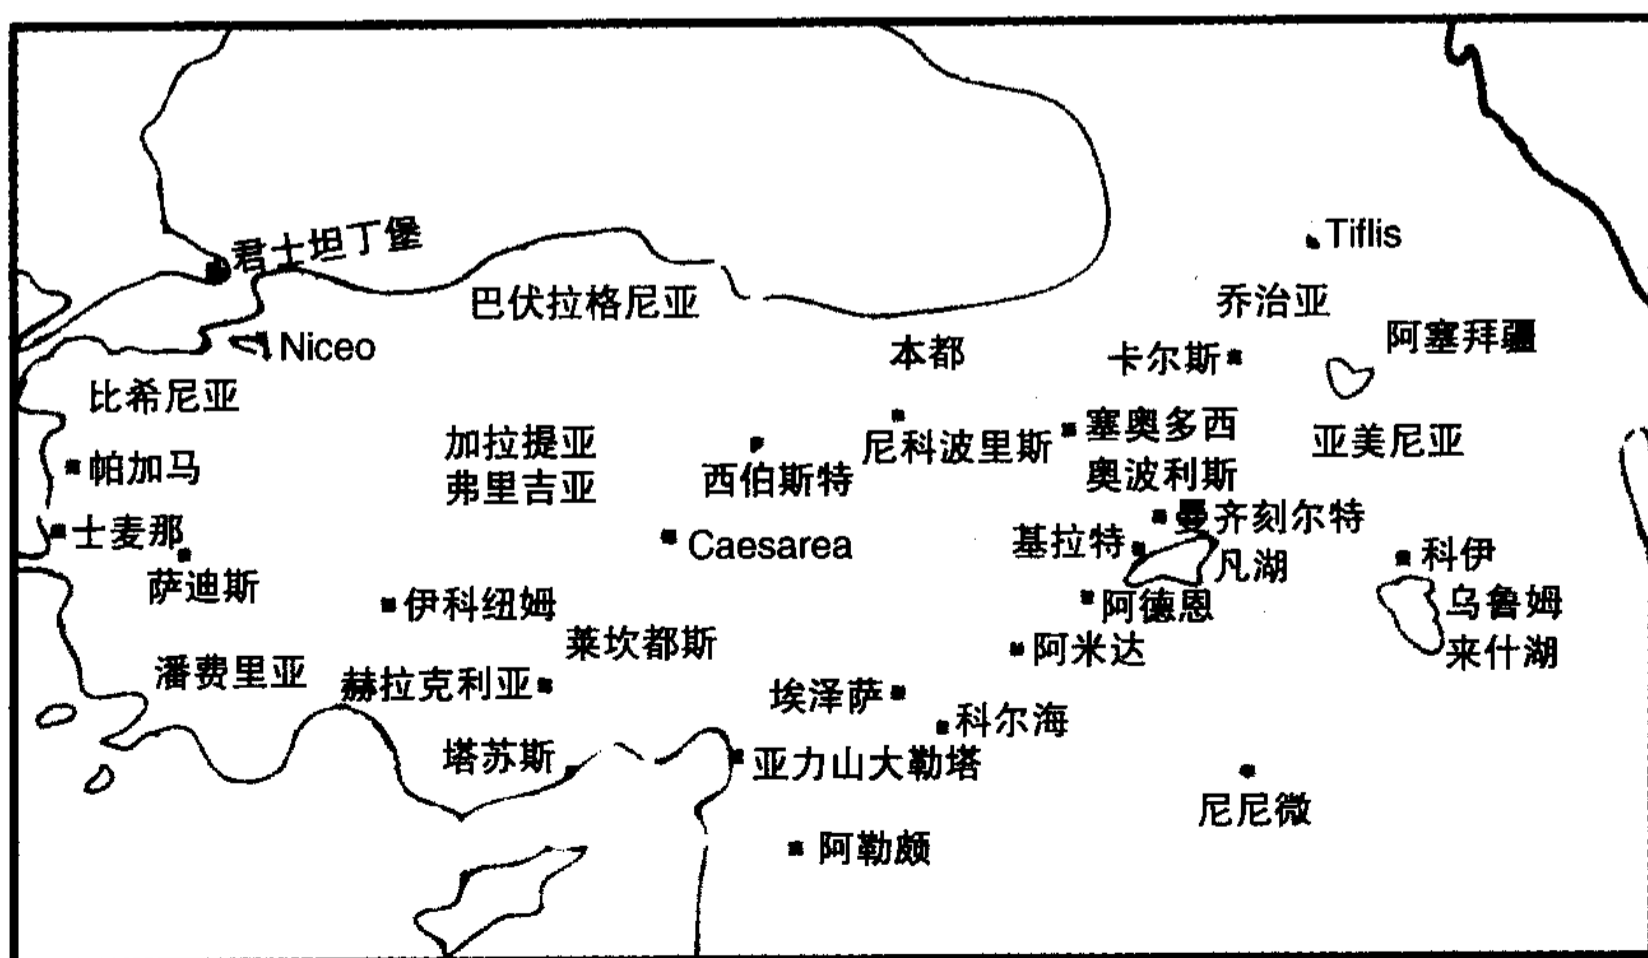 君士坦丁堡
Tiflis
巴伏拉格尼亚
乔治亚
Niceo
本都
卡尔斯
阿塞拜疆
比希尼亚
加拉提亚
尼科波里斯
塞奥多西
奥波利斯
亚美尼亚
帕加马
弗里吉亚
西伯斯特
曼齐刻尔特
士麦那
Caesarea
基拉特
凡湖
科伊
萨迪斯
伊科纽姆
阿德恩
乌鲁姆
来什湖
莱坎都斯
阿米达
潘费里亚
赫拉克利亚
埃泽萨
科尔海
塔苏斯
亚力山大勒塔
尼尼微
阿勒颇